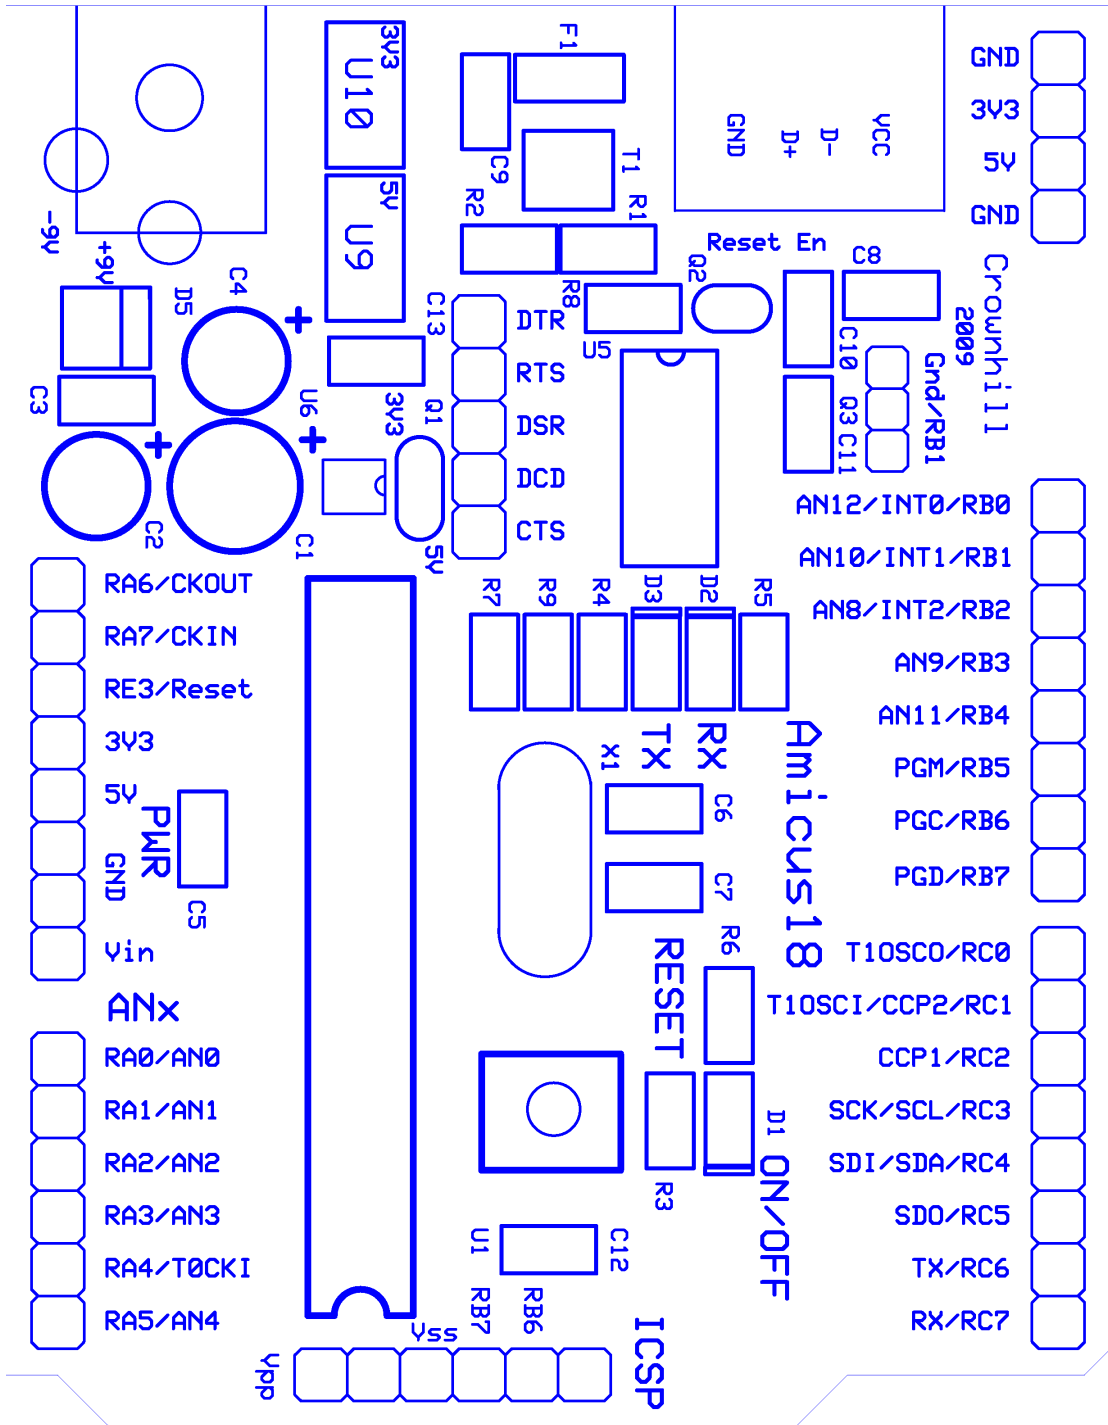 3V3
U10
F1
C9
T1
GND
D+
D-
VCC
GND
3V3
5V
GND
5V
U9
R2
R1
-9V
+9V
D5
C4
+
C13
R8
Reset En
Q2
C8
Crownhill
2009
DTR
RTS
DSR
DCD
CTS
U5
C10
Q3
C11
Gnd/RB1
C3
U6
+
+
3V3
Q1
5V
C2
C1
AN12/INT0/RB0
AN10/INT1/RB1
AN8/INT2/RB2
AN9/RB3
AN11/RB4
PGM/RB5
PGC/RB6
PGD/RB7
RA6/CKOUT
RA7/CKIN
RE3/Reset
3V3
5V
GND
Vin
PWR
C5
R7
R9
R4
D3
D2
R5
TX
RX
X1
C6
C7
Amicus18
RESET
R6
T1OSCO/RC0
T1OSCI/CCP2/RC1
CCP1/RC2
SCK/SCL/RC3
SDI/SDA/RC4
SDO/RC5
TX/RC6
RX/RC7
ANx
RA0/AN0
RA1/AN1
RA2/AN2
RA3/AN3
RA4/T0CKI
RA5/AN4
D1
ON/OFF
R3
U1
C12
RB7
RB6
Vss
Vpp
ICSP